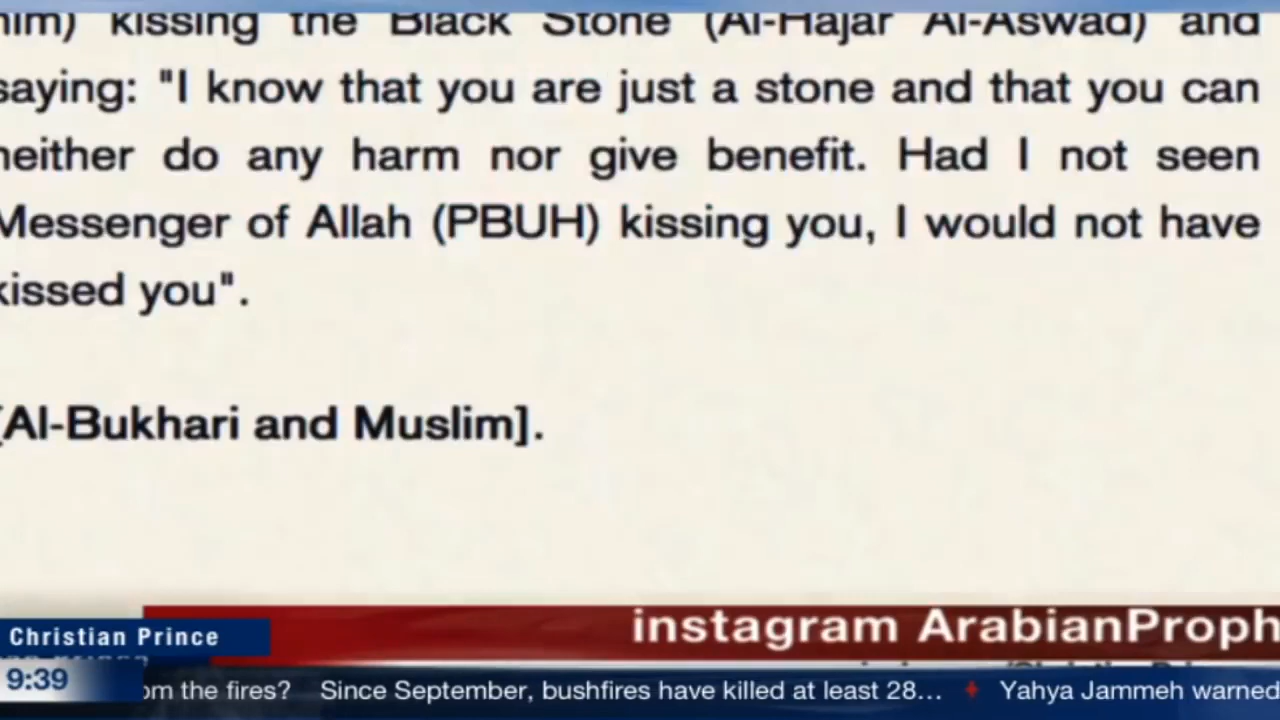 him) kissing the Black Stone (Al-Hajar Al-Aswad) and
saying: "I know that you are just a stone and that you can
neither do any harm nor give benefit. Had I not seen
Messenger of Allah (PBUH) kissing you, I would not have
kissed you".
[Al-Bukhari and Muslim].
instagram ArabianProph
Christian Prince
9:39
om the fires? Since September, bushfires have killed at least 28... Yahya Jammeh warned